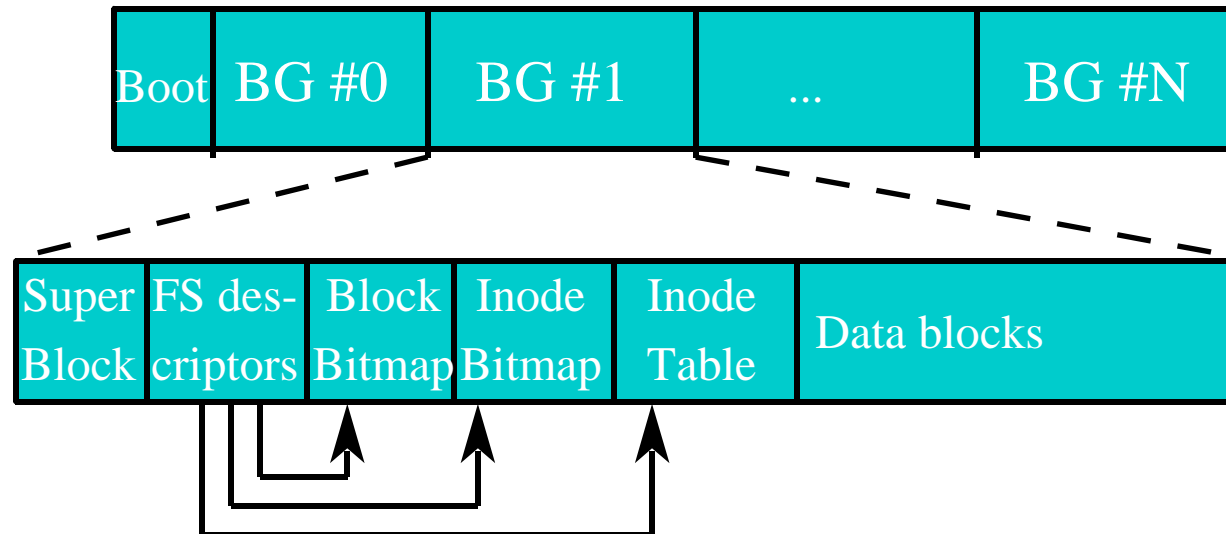 Boot BG #0 BG #1 ... BG #N
Super FS des- Block Inode Inode
Block criptors Bitmap Bitmap Table
Data blocks